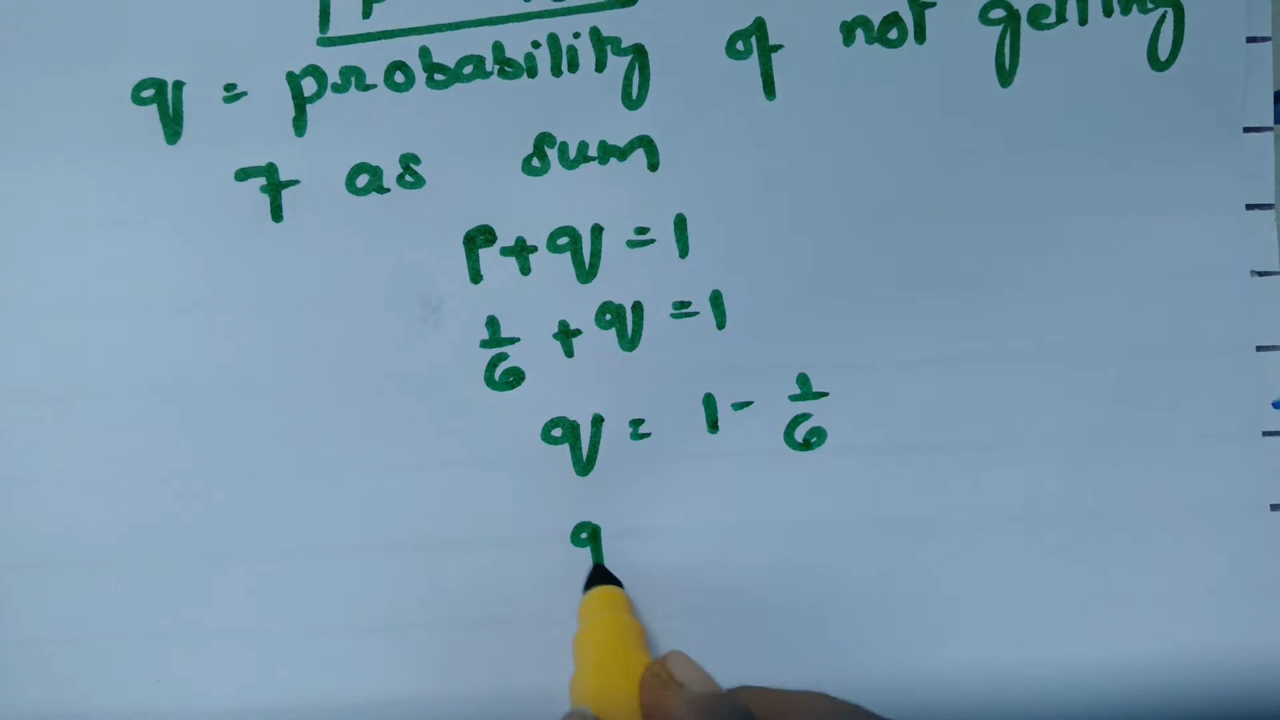 q = probability of not getting
7 as sum
p+q=1
1/6 + q =1
q = 1 - 1/6
q